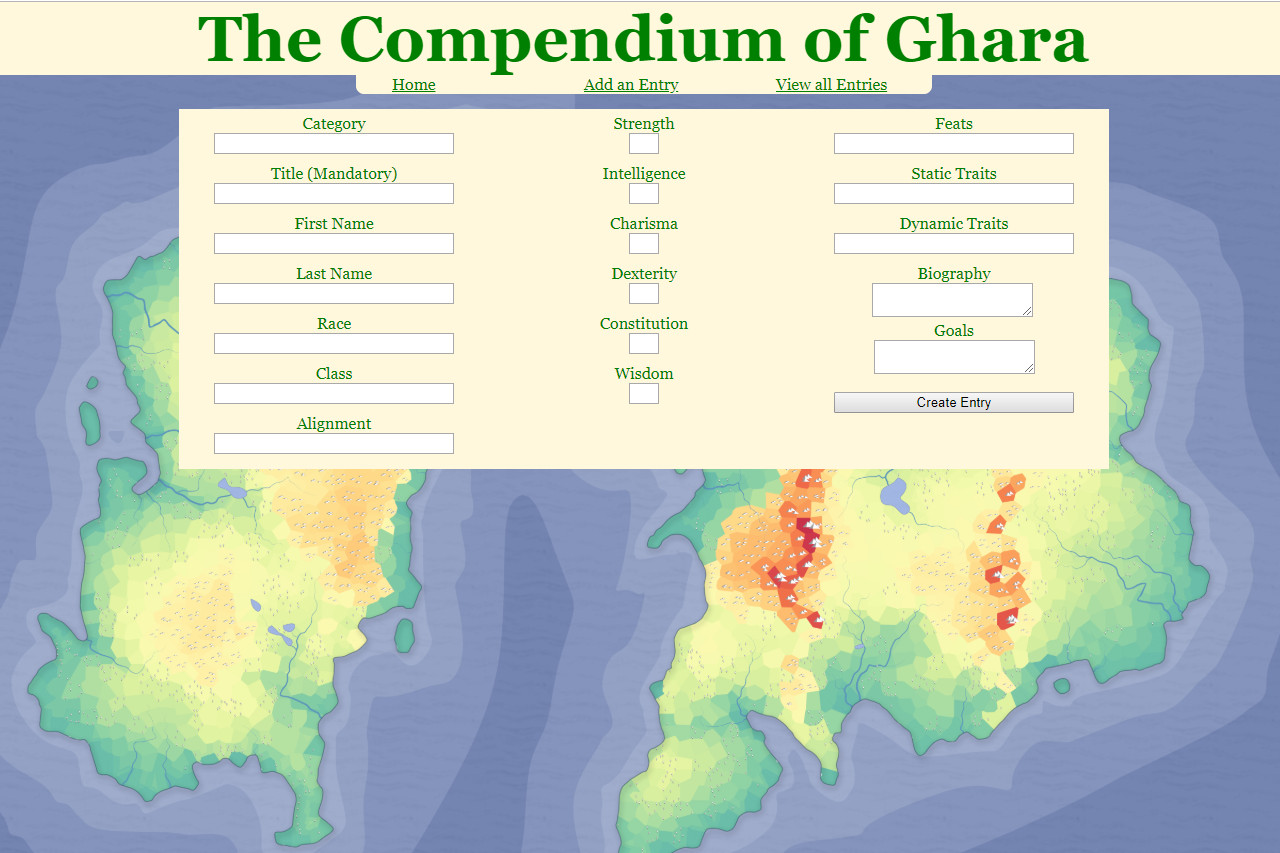 The Compendium of Ghara
Home
Add an Entry
View all Entries
Category
Title (Mandatory)
First Name
Last Name
Race
Class
Alignment
Strength
Intelligence
Charisma
Dexterity
Constitution
Wisdom
Feats
Static Traits
Dynamic Traits
Biography
Goals
Create Entry